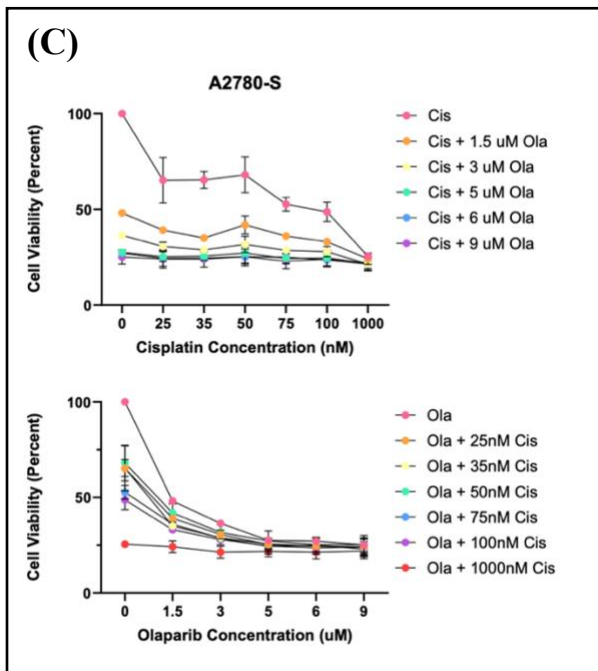 (C)
A2780-S
Cell Viability (Percent)
100
50
0
0 25 35 50 75 100 1000
Cisplatin Concentration (nM)
Cis
Cis + 1.5 uM Ola
Cis + 3 uM Ola
Cis + 5 uM Ola
Cis + 6 uM Ola
Cis + 9 uM Ola
Cell Viability (Percent)
100
50
0
0 1.5 3 5 6 9
Olaparib Concentration (uM)
Ola
Ola + 25nM Cis
Ola + 35nM Cis
Ola + 50nM Cis
Ola + 75nM Cis
Ola + 100nM Cis
Ola + 1000nM Cis